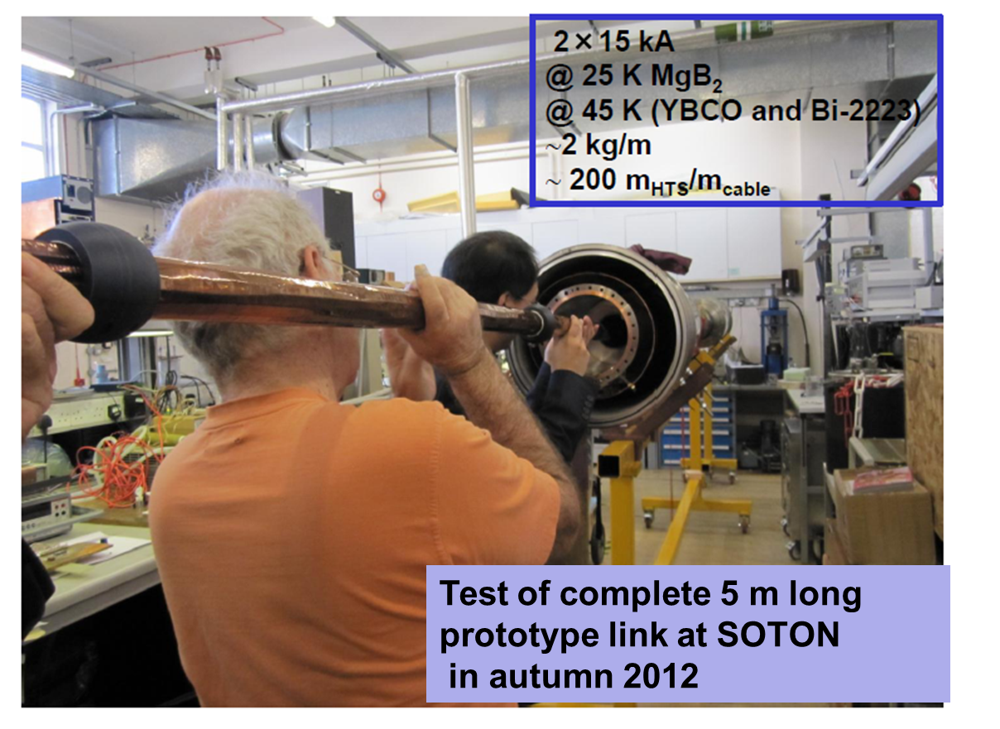 2 × 15 kA
@ 25 K MgB₂
@ 45 K (YBCO and Bi-2223)
~2 kg/m
~ 200 mHTS/mcable
Test of complete 5 m long
prototype link at SOTON
in autumn 2012